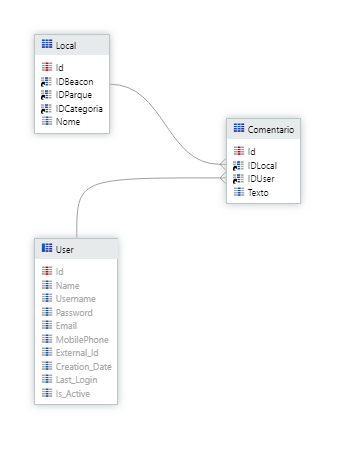 Local
Id
IDBeacon
IDParque
IDCategoria
Nome
Comentario
Id
IDLocal
IDUser
Texto
User
Id
Name
Username
Password
Email
MobilePhone
External_Id
Creation_Date
Last_Login
Is_Active